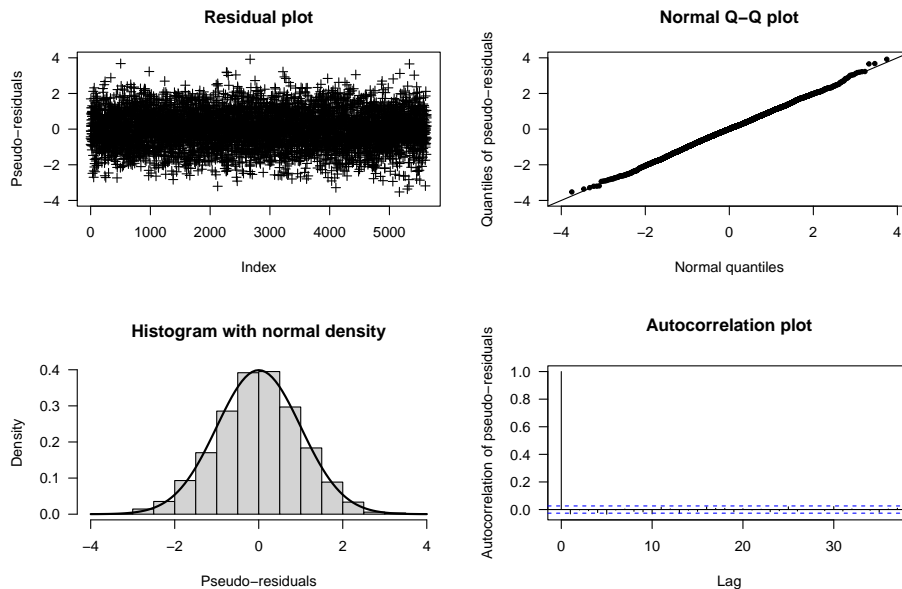 Residual plot
Pseudo−residuals
4
2
0
−2
−4
0 1000 2000 3000 4000 5000
Index
Normal Q−Q plot
Quantiles of pseudo−residuals
4
2
0
−2
−4
−4 −2 0 2 4
Normal quantiles
Histogram with normal density
Density
0.4
0.3
0.2
0.1
0.0
−4 −2 0 2 4
Pseudo−residuals
Autocorrelation plot
Autocorrelation of pseudo−residuals
1.0
0.8
0.6
0.4
0.2
0.0
0 10 20 30
Lag